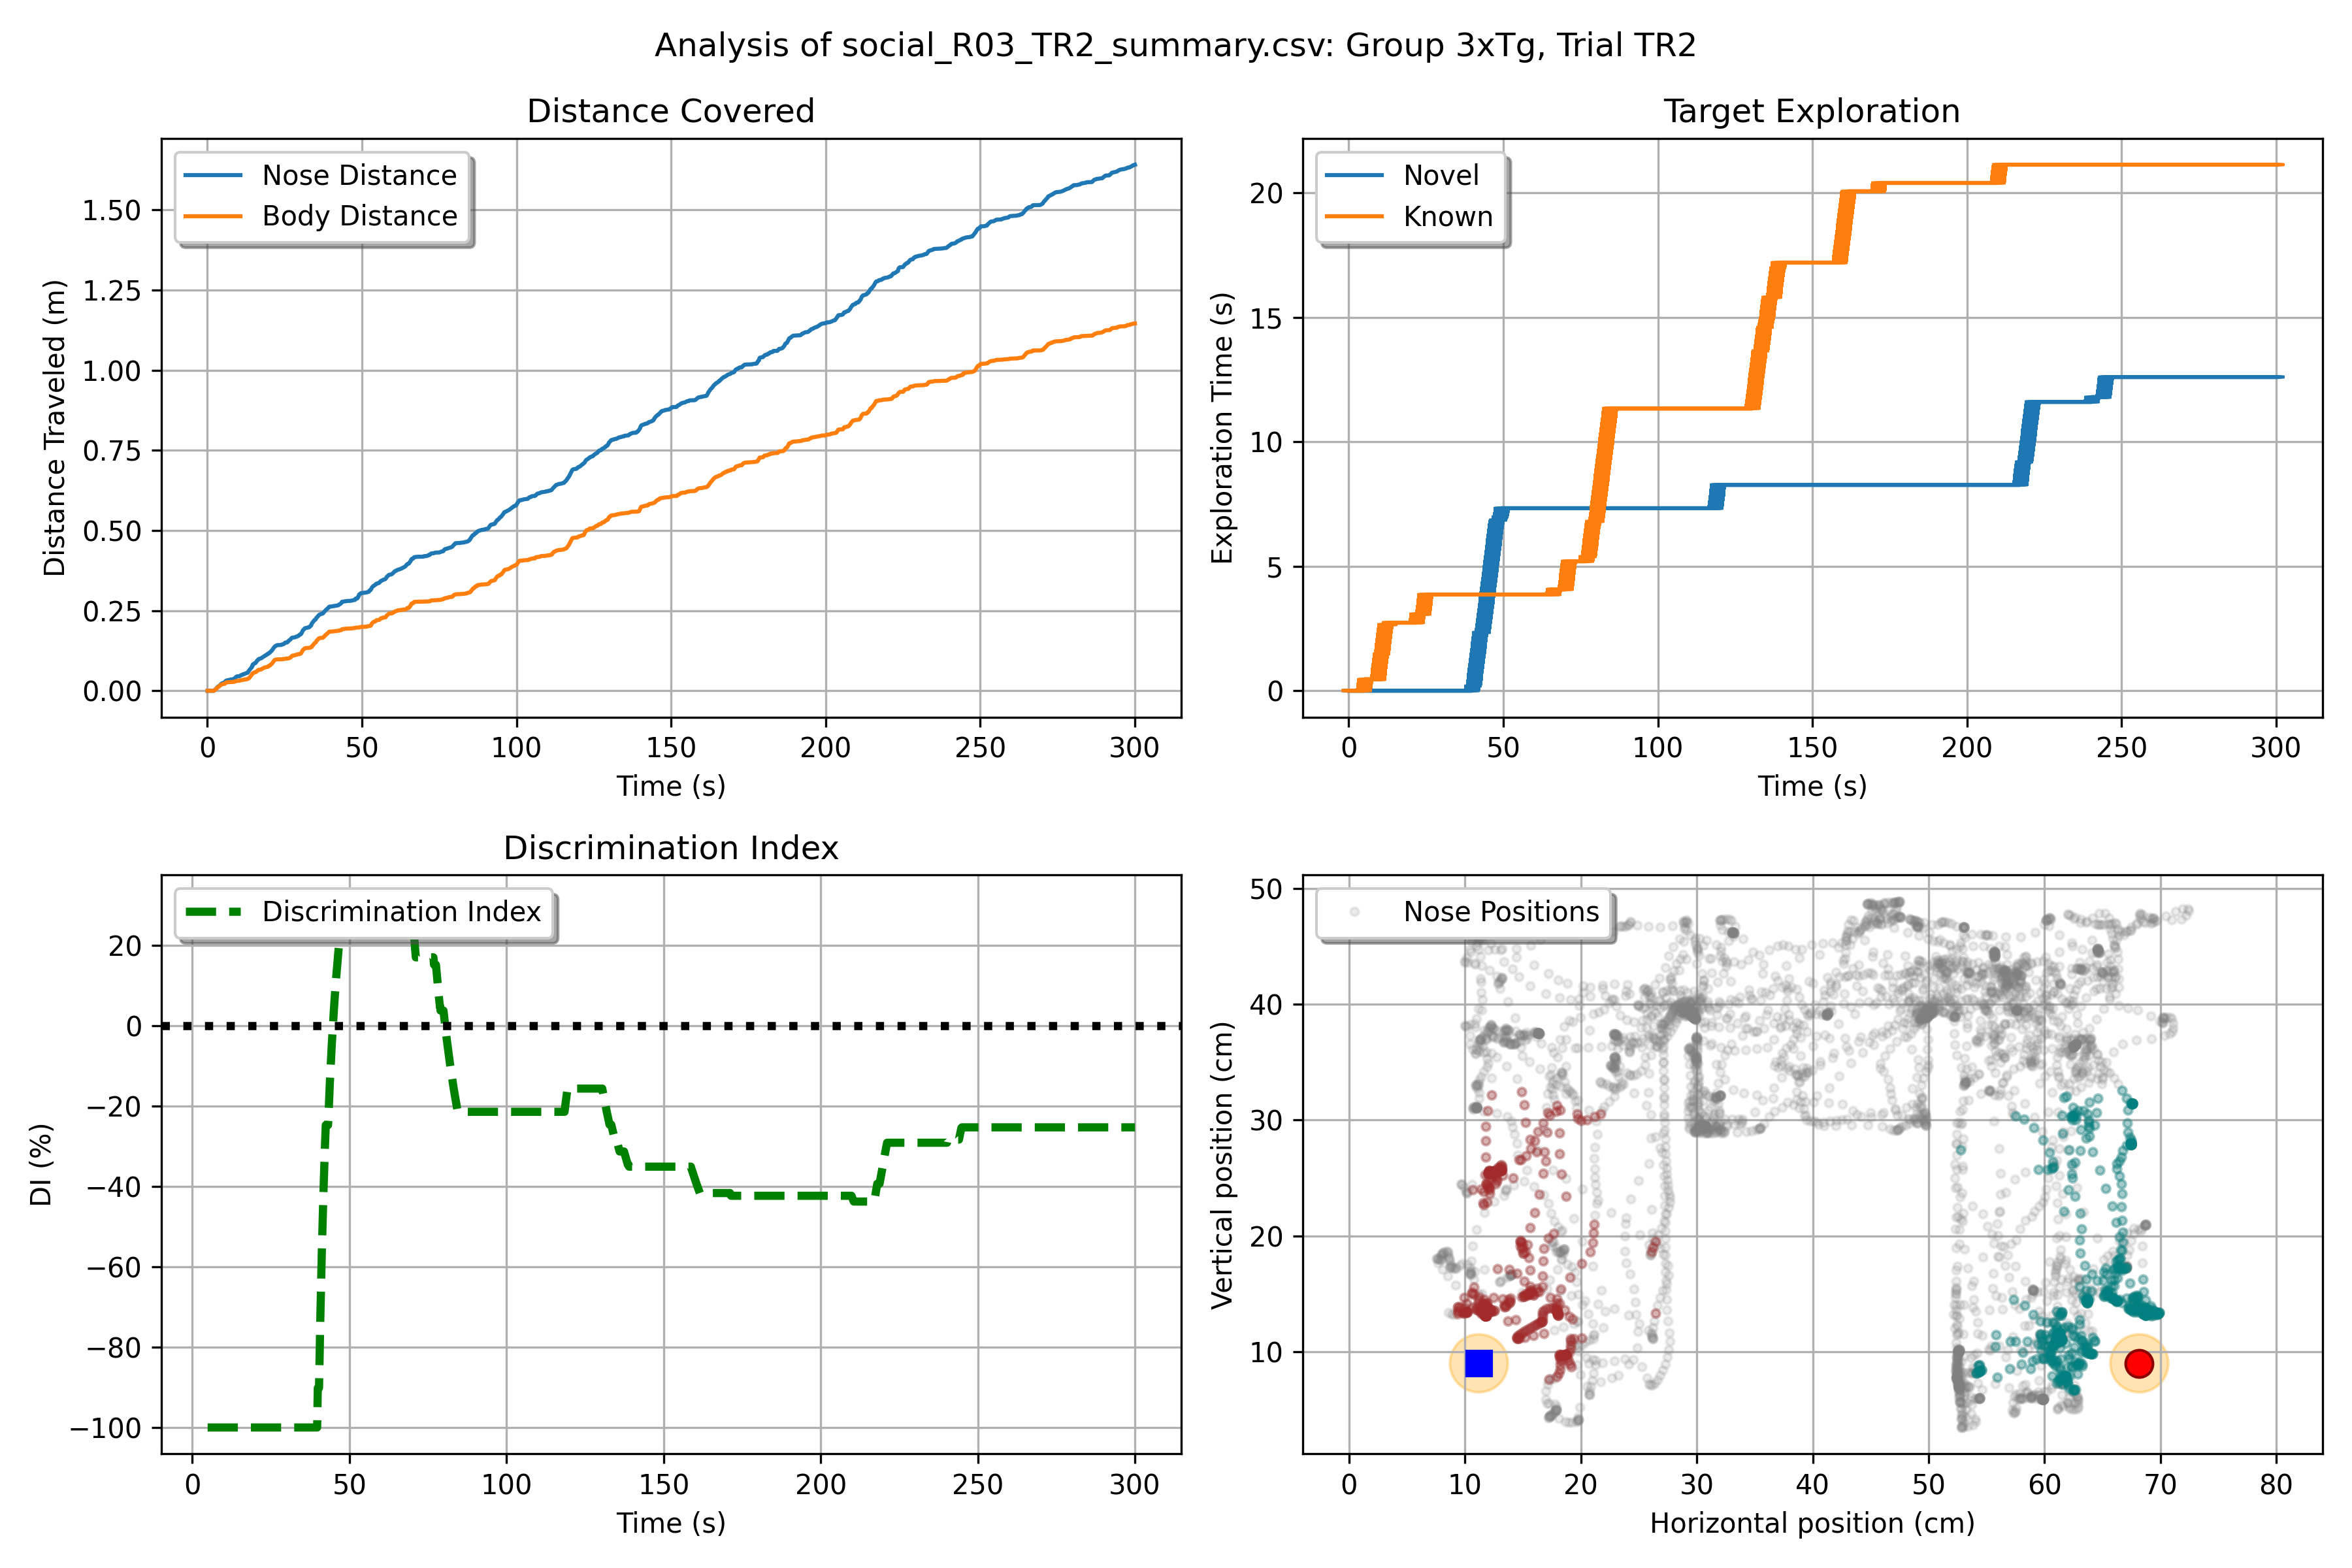 Analysis of social_R03_TR2_summary.csv: Group 3xTg, Trial TR2
Distance Covered
Nose Distance
Body Distance
Distance Traveled (m)
1.50
1.25
1.00
0.75
0.50
0.25
0.00
0 50 100 150 200 250 300
Time (s)
Target Exploration
Novel
Known
Exploration Time (s)
20
15
10
5
0
0 50 100 150 200 250 300
Time (s)
Discrimination Index
Discrimination Index
DI (%)
20
0
−20
−40
−60
−80
−100
0 50 100 150 200 250 300
Time (s)
Nose Positions
Vertical position (cm)
50
40
30
20
10
0 10 20 30 40 50 60 70 80
Horizontal position (cm)